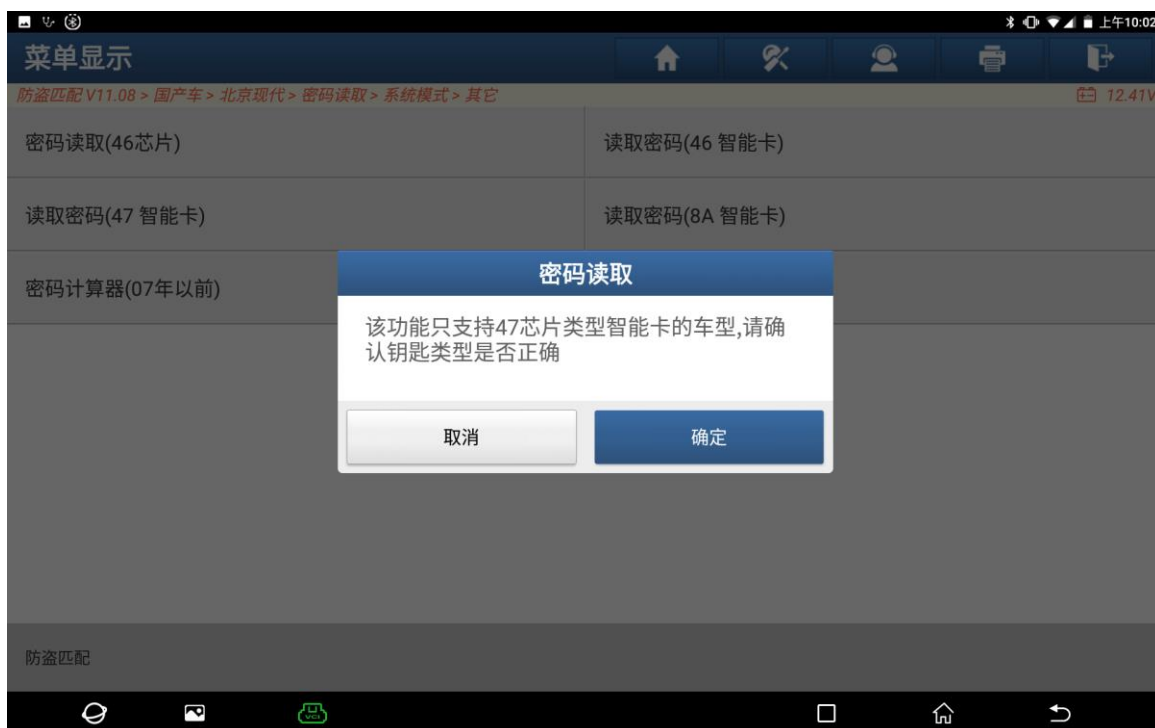 上午10:02
菜单显示
防盗匹配 V11.08 > 国产车 > 北京现代 > 密码读取 > 系统模式 > 其它
12.41V
密码读取(46芯片)
读取密码(46 智能卡)
读取密码(47 智能卡)
读取密码(8A 智能卡)
密码计算器(07年以前)
密码读取
该功能只支持47芯片类型智能卡的车型,请确
认钥匙类型是否正确
取消
确定
防盗匹配
VCI